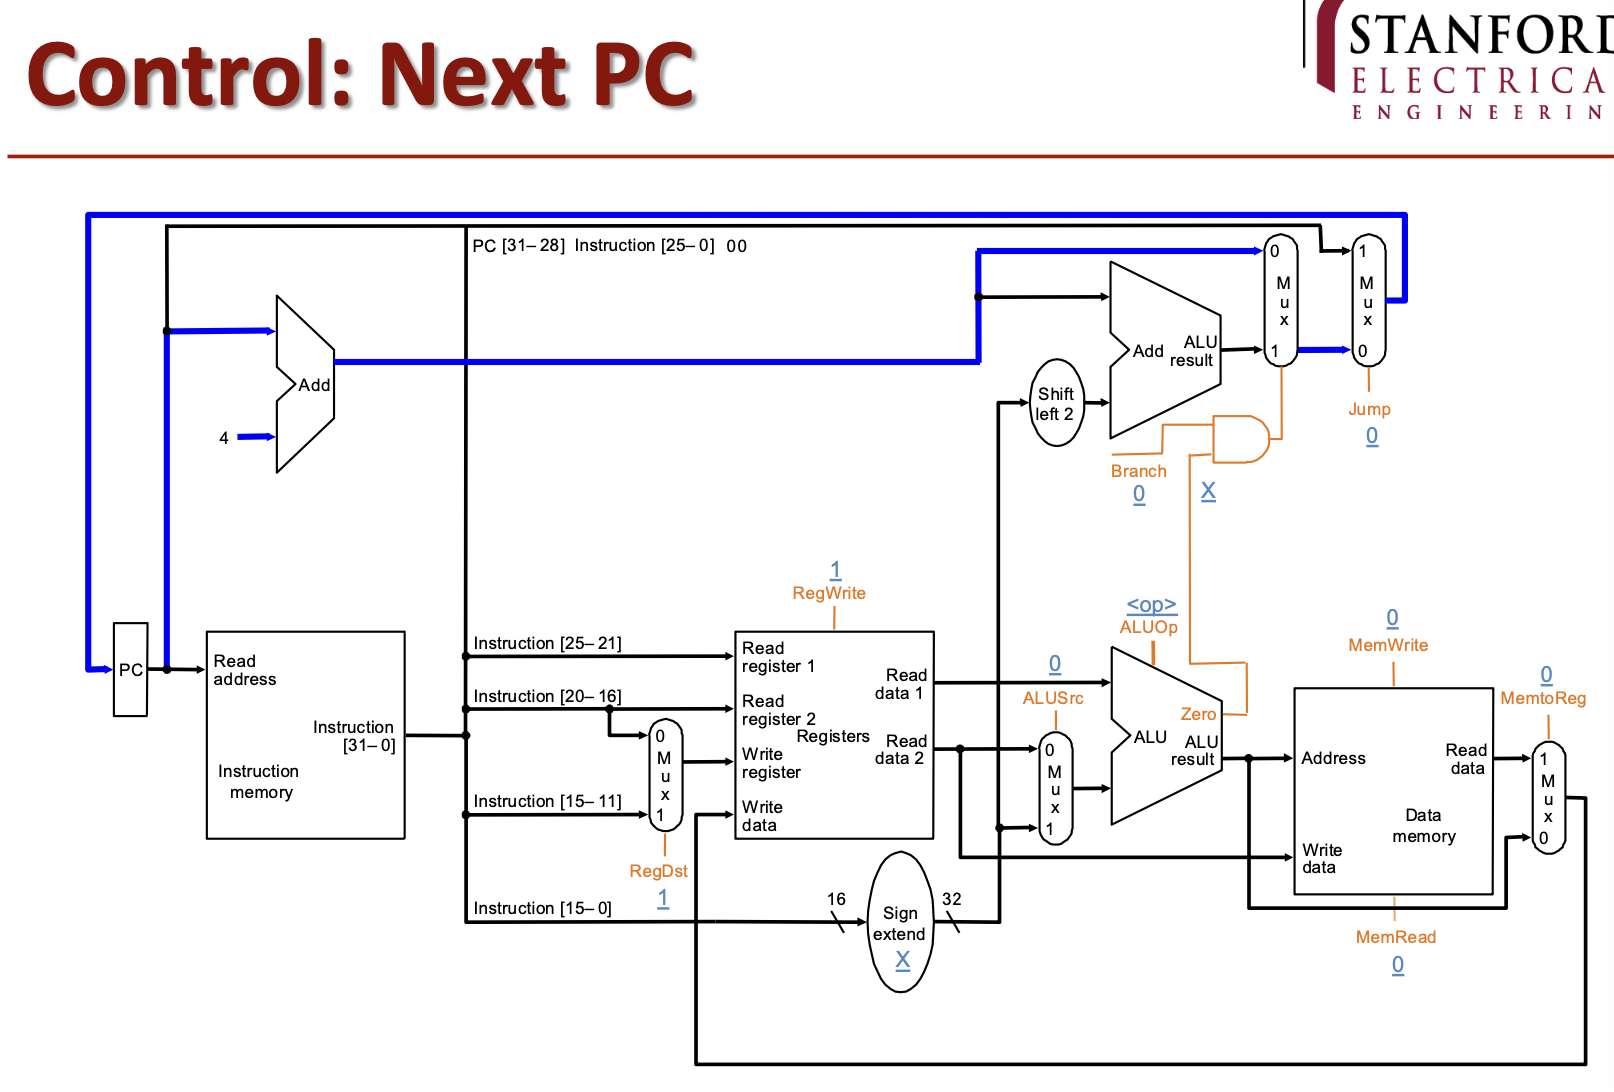 Control: Next PC
STANFORD
ELECTRICA
ENGINEERIN
PC [31–28] Instruction [25–0] 00
Add
4
0
M
u
x
1
1
M
u
x
0
Add
ALU
result
Shift
left 2
Jump
0
Branch
0
X
1
RegWrite
<op>
ALUOp
0
MemWrite
PC
Read
address
Instruction
[31–0]
Instruction
memory
Instruction [25–21]
Instruction [20–16]
Instruction [15–11]
Instruction [15–0]
0
M
u
x
1
RegDst
1
Read
register 1
Read
register 2
Write
register
Write
data
Registers
Read
data 1
Read
data 2
0
ALUSrc
0
M
u
x
1
Zero
ALU
ALU
result
Address
Write
data
Read
data
Data
memory
MemRead
0
0
MemtoReg
1
M
u
x
0
16
Sign
extend
X
32